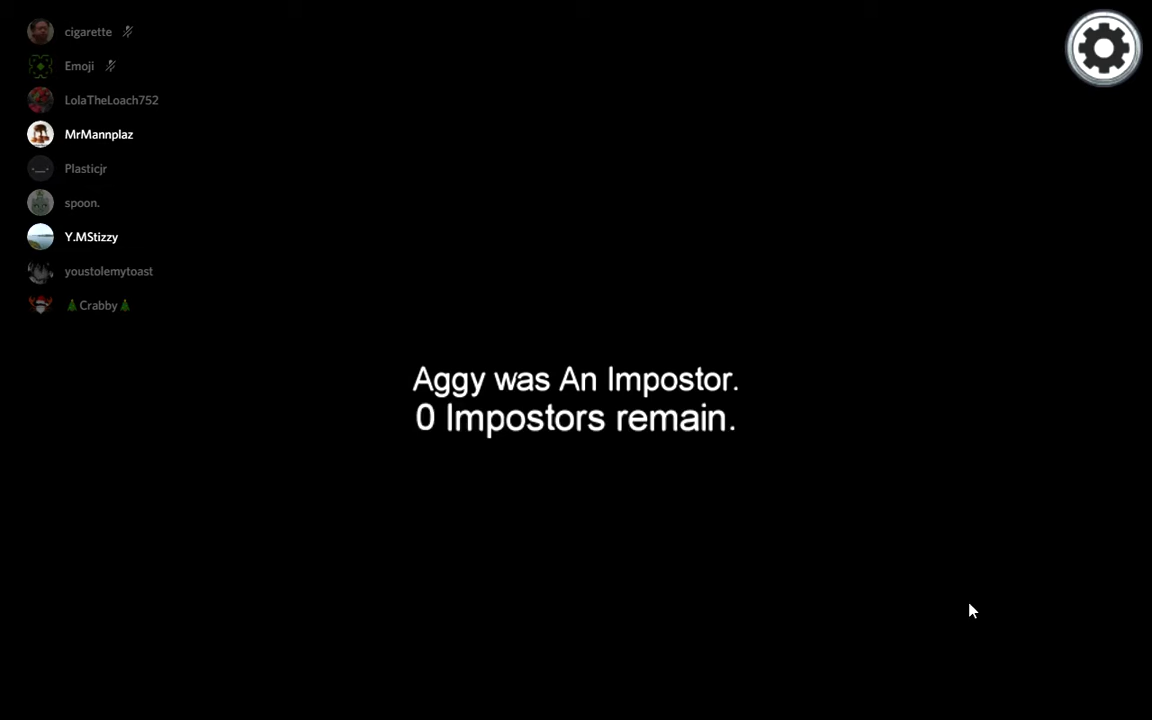 cigarette
Emoji
LolaTheLoach752
MrMannplaz
Plasticjr
spoon.
Y.MStizzy
youstolemytoast
🎄Crabby🎄
Aggy was An Impostor.
0 Impostors remain.